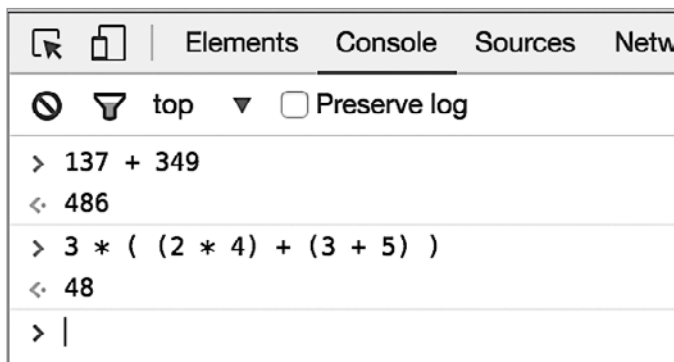 Elements Console Sources Netw
top Preserve log
> 137 + 349
486
> 3 * ( (2 * 4) + (3 + 5) )
48
>